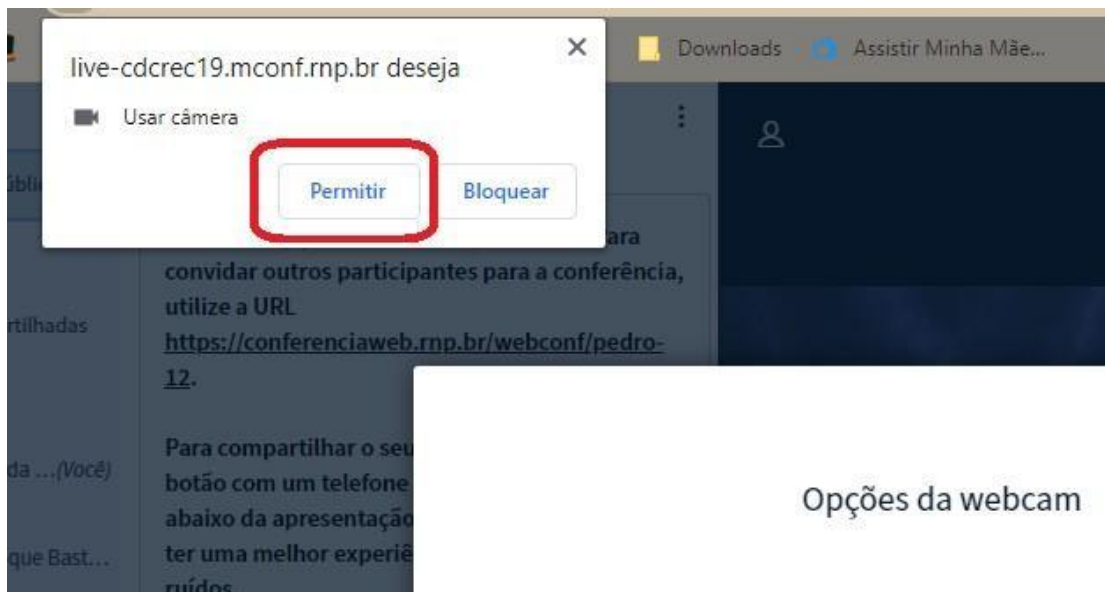 Downloads
Assistir Minha Mãe...
live-cdcrec19.mconf.rnp.br deseja
Usar câmera
Permitir
Bloquear
convidar outros participantes para a conferência,
utilize a URL
https://conferenciaweb.rnp.br/webconf/pedro-
12.
Para compartilhar o seu
botão com um telefone
abaixo da apresentação
ter uma melhor experiê
ruídos
rtilhadas
da ...(Você)
que Bast...
Opções da webcam